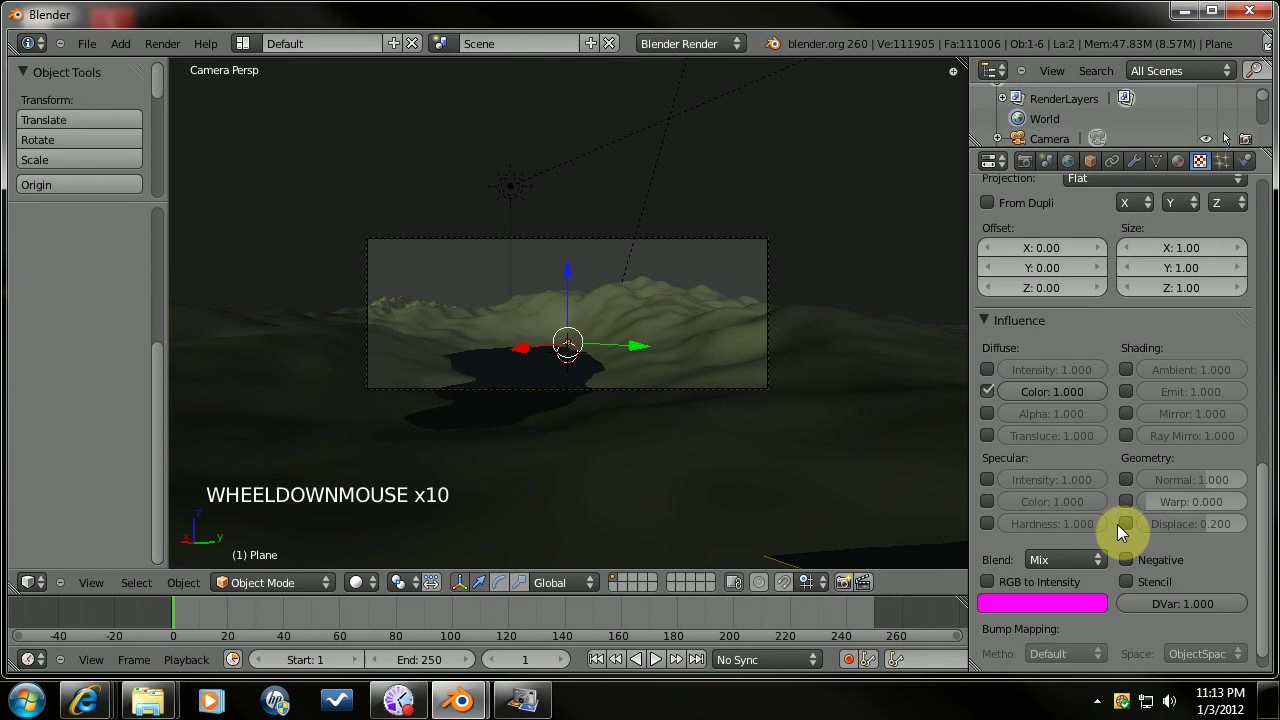 Blender
File Add Render Help Default Scene Blender Render blender.org 260 | Ve:111905 | Fa:111006 | Ob:1-6 | La:2 | Mem:47.83M (8.57M) | Plane
Object Tools
Transform:
Translate
Rotate
Scale
Origin
Camera Persp
WHEELDOWNMOUSE x10
z
x y
(1) Plane
View Search All Scenes
RenderLayers |
World
Camera |
Projection: Flat
From Dupli X Y Z
Offset: Size:
X: 0.00 X: 1.00
Y: 0.00 Y: 1.00
Z: 0.00 Z: 1.00
Influence
Diffuse: Shading:
Intensity: 1.000 Ambient: 1.000
Color: 1.000 Emit: 1.000
Alpha: 1.000 Mirror: 1.000
Transluce: 1.000 Ray Mirro: 1.000
Specular: Geometry:
Intensity: 1.000 Normal: 1.000
Color: 1.000 Warp: 0.000
Hardness: 1.000 Displace: 0.200
Blend: Mix Negative
RGB to Intensity Stencil
DVar: 1.000
Bump Mapping:
Metho Default Space: ObjectSpac
View Select Object Object Mode Global
-40 -20 0 20 40 60 80 100 120 140 160 180 200 220 240 260
View Frame Playback Start: 1 End: 250 1 No Sync
11:13 PM
1/3/2012